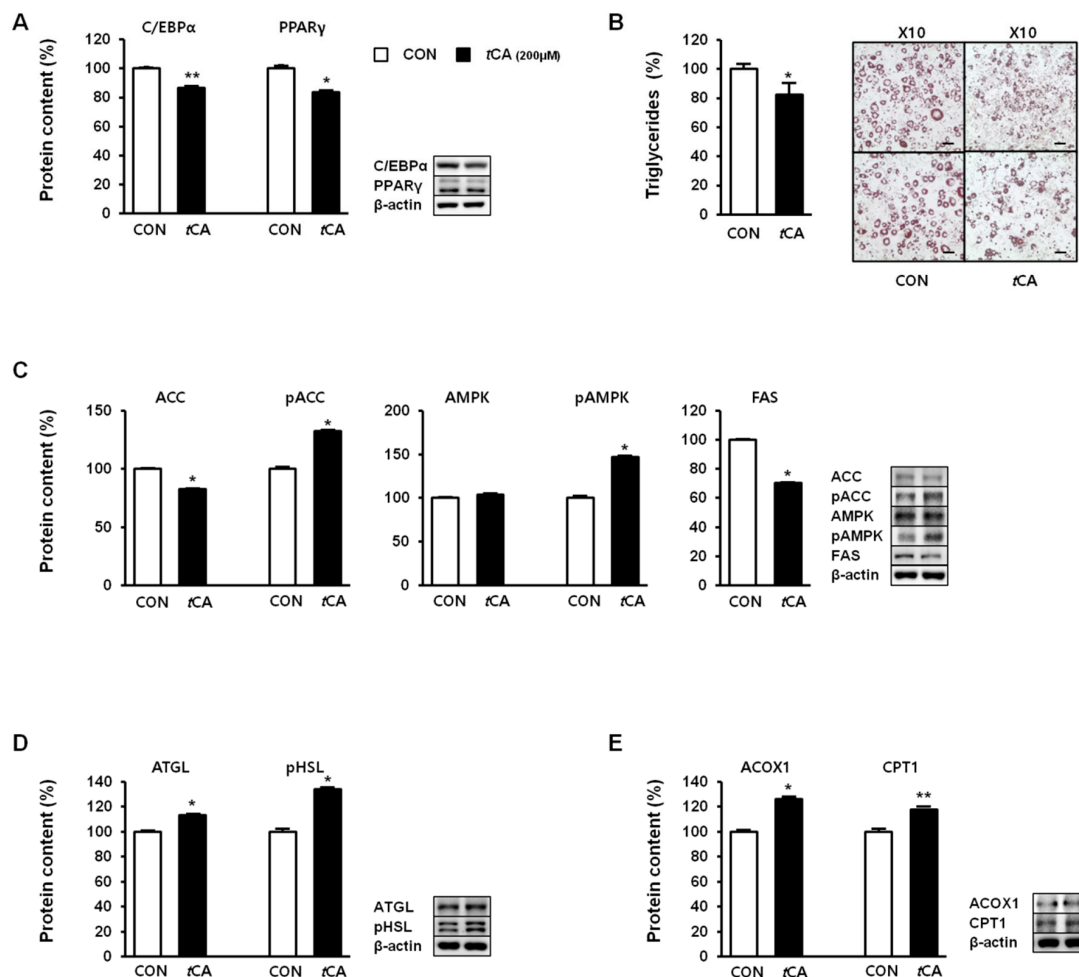 A
C/EBPα PPARγ
Protein content (%)
120
100
80
60
40
20
0
CON tCA CON tCA
CON tCA (200μM)
C/EBPα
PPARγ
β-actin
B
Triglycerides (%)
120
100
80
60
40
20
0
*
CON tCA
X10 X10
CON tCA
** *
C
ACC pACC
Protein content (%)
150
100
50
0
* *
CON tCA CON tCA
AMPK pAMPK
200
150
100
50
0
*
CON tCA CON tCA
FAS
120
100
80
60
40
20
0
*
CON tCA
ACC
pACC
AMPK
pAMPK
FAS
β-actin
D
ATGL pHSL
Protein content (%)
140
120
100
80
60
40
20
0
* *
CON tCA CON tCA
ATGL
pHSL
β-actin
E
ACOX1 CPT1
Protein content (%)
140
120
100
80
60
40
20
0
* **
CON tCA CON tCA
ACOX1
CPT1
β-actin